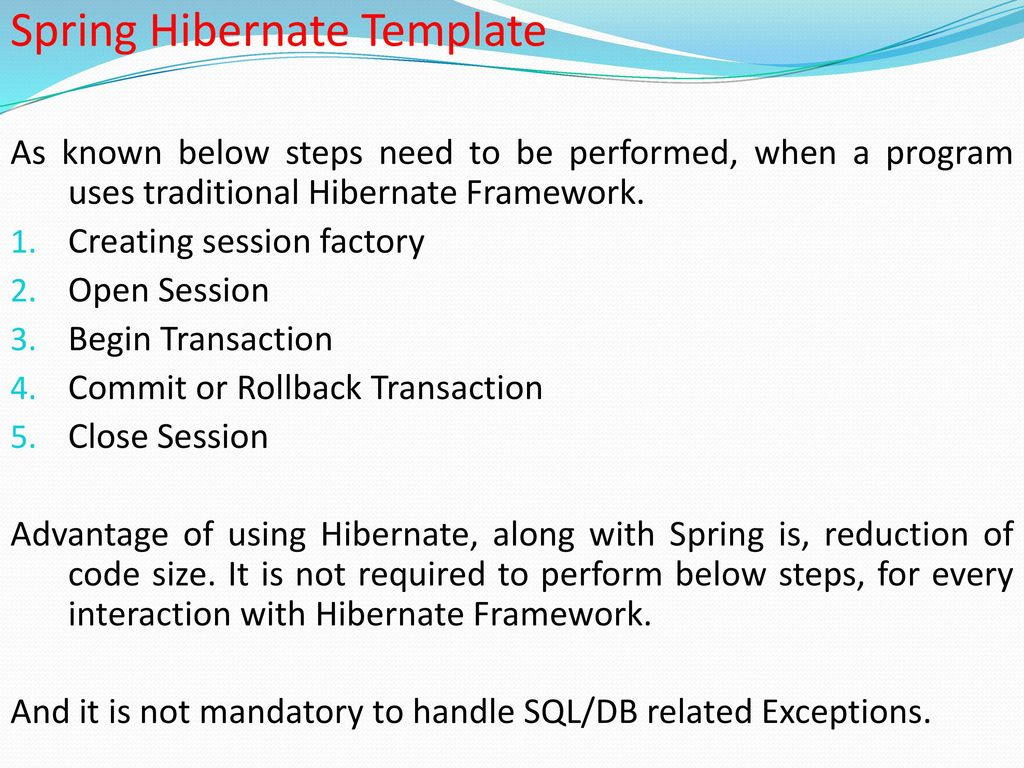 Spring Hibernate Template
As known below steps need to be performed, when a program
uses traditional Hibernate Framework.
1. Creating session factory
2. Open Session
3. Begin Transaction
4. Commit or Rollback Transaction
5. Close Session
Advantage of using Hibernate, along with Spring is, reduction of
code size. It is not required to perform below steps, for every
interaction with Hibernate Framework.
And it is not mandatory to handle SQL/DB related Exceptions.